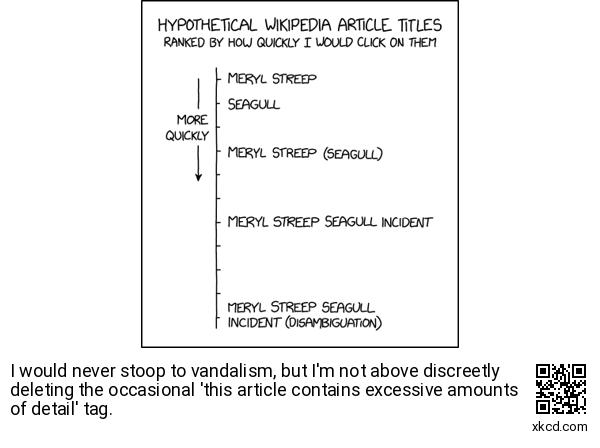 HYPOTHETICAL WIKIPEDIA ARTICLE TITLES
RANKED BY HOW QUICKLY I WOULD CLICK ON THEM
MORE
QUICKLY
MERYL STREEP
SEAGULL
MERYL STREEP (SEAGULL)
MERYL STREEP SEAGULL INCIDENT
MERYL STREEP SEAGULL
INCIDENT (DISAMBIGUATION)
I would never stoop to vandalism, but I'm not above discreetly
deleting the occasional 'this article contains excessive amounts
of detail' tag.
xkcd.com